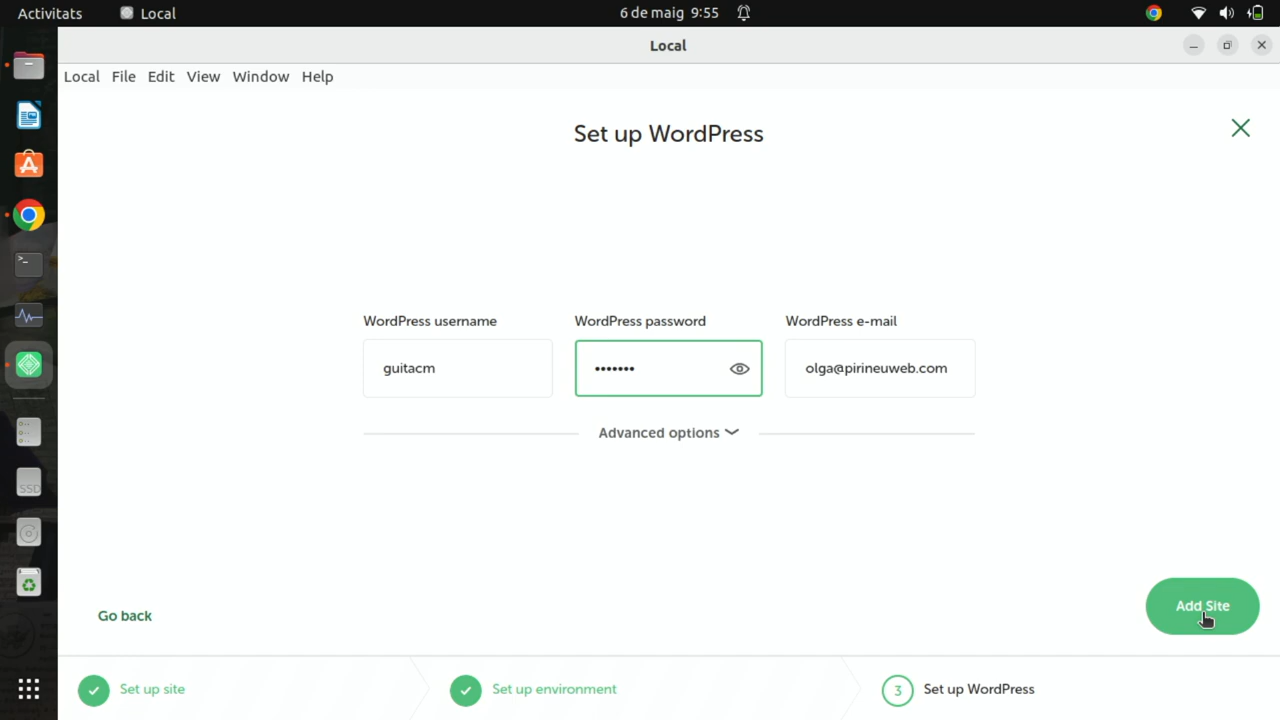 Activitats
Local
6 de maig 9:55
Local
Local File Edit View Window Help
Set up WordPress
WordPress username
WordPress password
WordPress e-mail
guitacm
•••••••
olga@pirineuweb.com
Advanced options
Go back
Add Site
Set up site
Set up environment
3 Set up WordPress
SSD